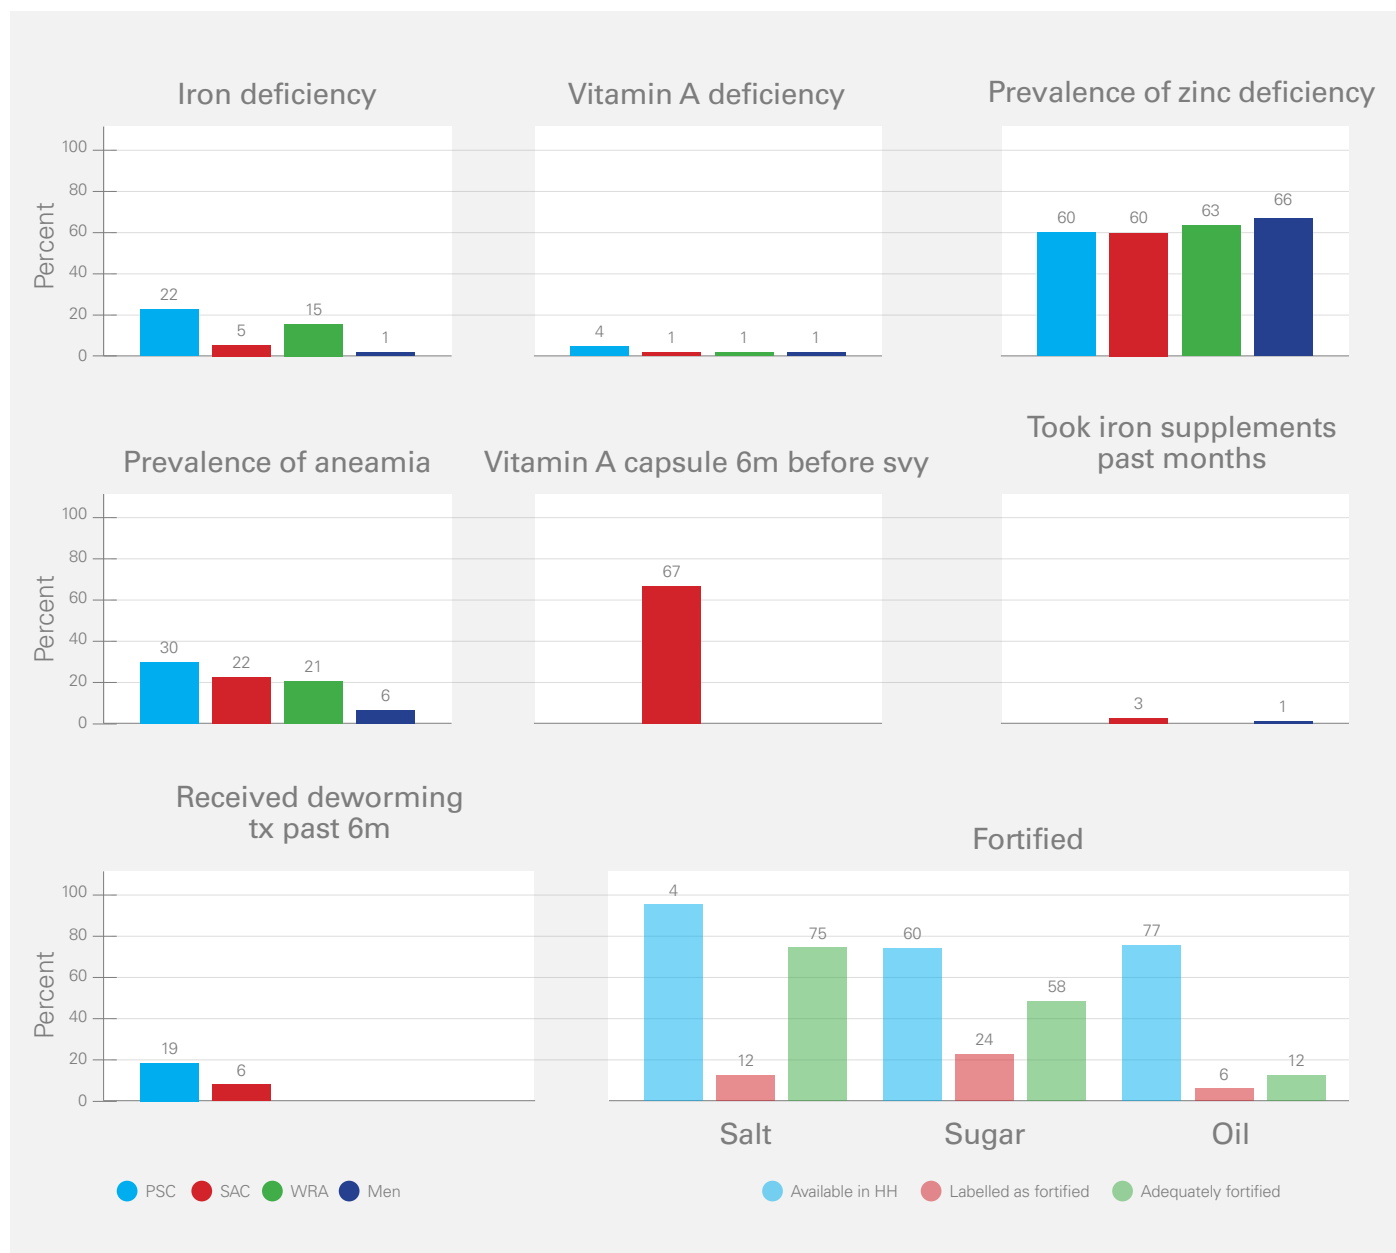 Iron deficiency
Vitamin A deficiency
Prevalence of zinc deficiency
Percent
100
80
60
40
20
0
22
5
15
1
4
1
1
1
60
60
63
66
Prevalence of aneamia
Vitamin A capsule 6m before svy
Took iron supplements
past months
Percent
100
80
60
40
20
0
30
22
21
6
67
3
1
Received deworming
tx past 6m
Fortified
Percent
100
80
60
40
20
0
19
6
4
12
75
60
24
58
77
6
12
Salt
Sugar
Oil
PSC
SAC
WRA
Men
Available in HH
Labelled as fortified
Adequately fortified